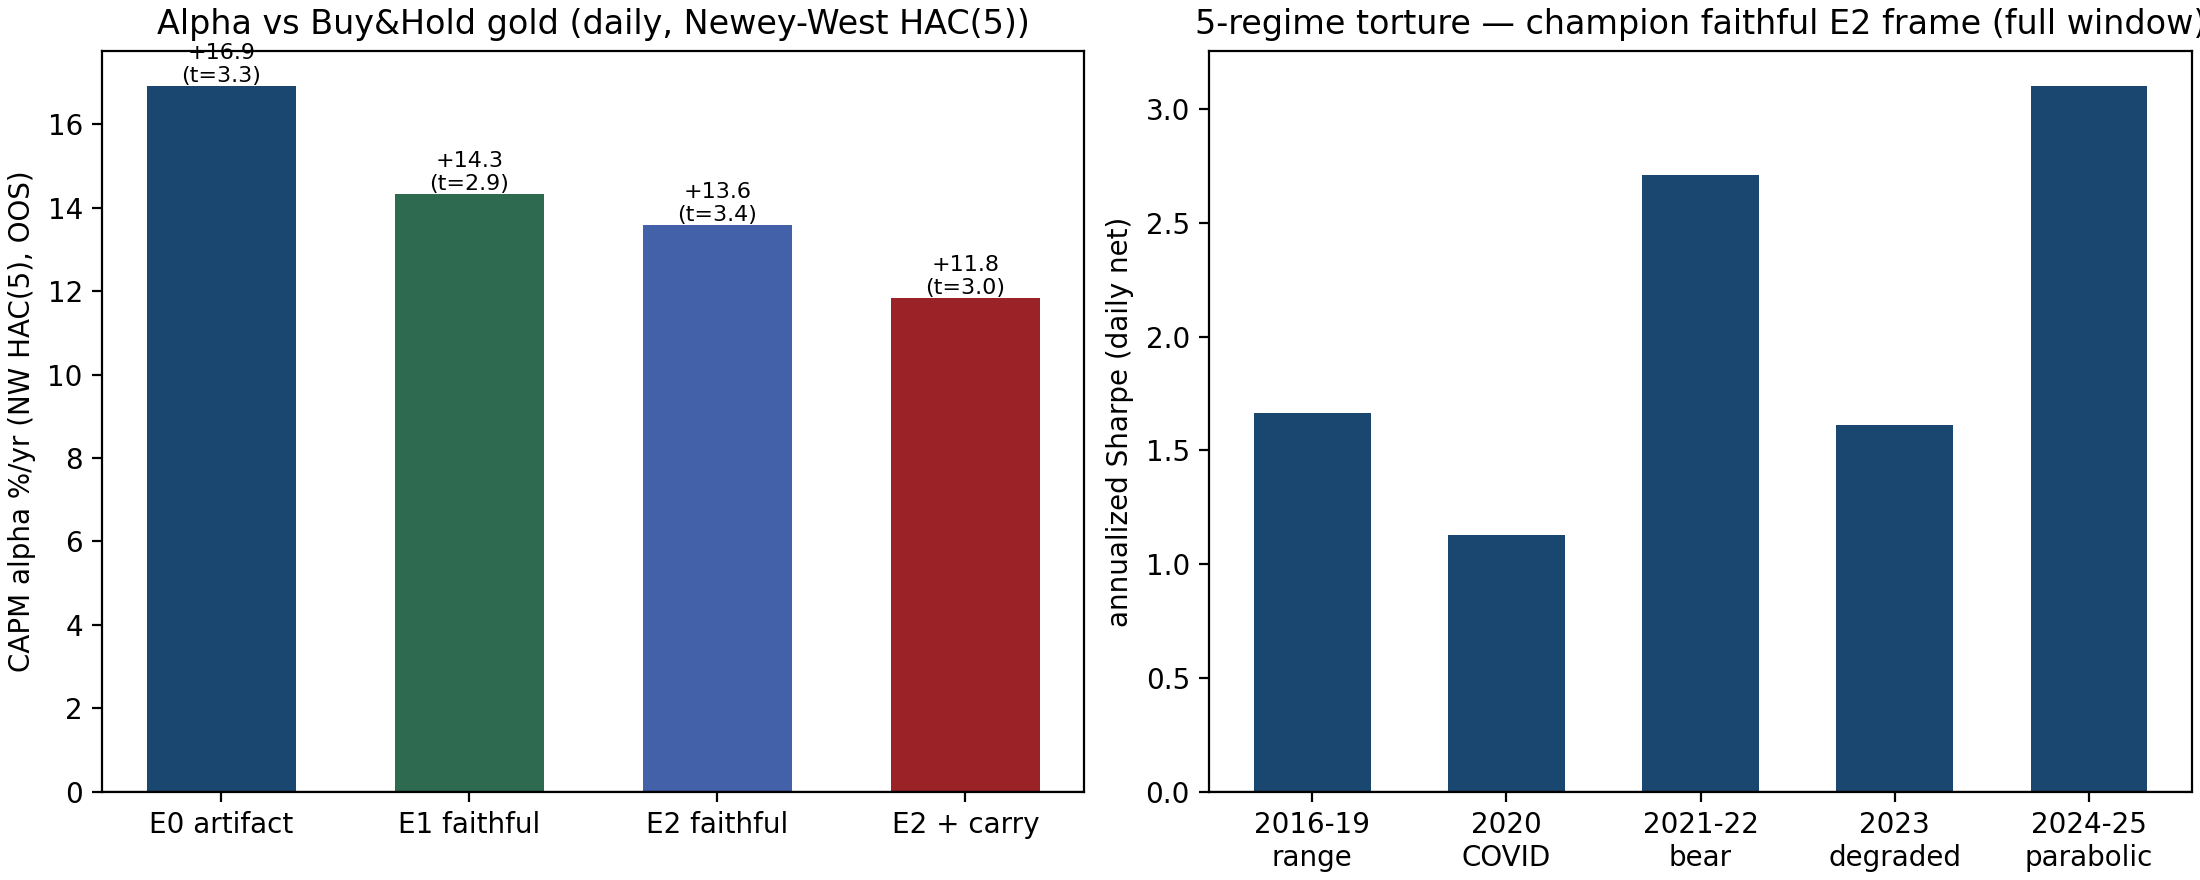 Alpha vs Buy&Hold gold (daily, Newey-West HAC(5))
CAPM alpha %/yr (NW HAC(5), OOS)
16
14
12
10
8
6
4
2
0
+16.9
(t=3.3)
+14.3
(t=2.9)
+13.6
(t=3.4)
+11.8
(t=3.0)
E0 artifact
E1 faithful
E2 faithful
E2 + carry
5-regime torture — champion faithful E2 frame (full window)
annualized Sharpe (daily net)
3.0
2.5
2.0
1.5
1.0
0.5
0.0
2016-19
range
2020
COVID
2021-22
bear
2023
degraded
2024-25
parabolic